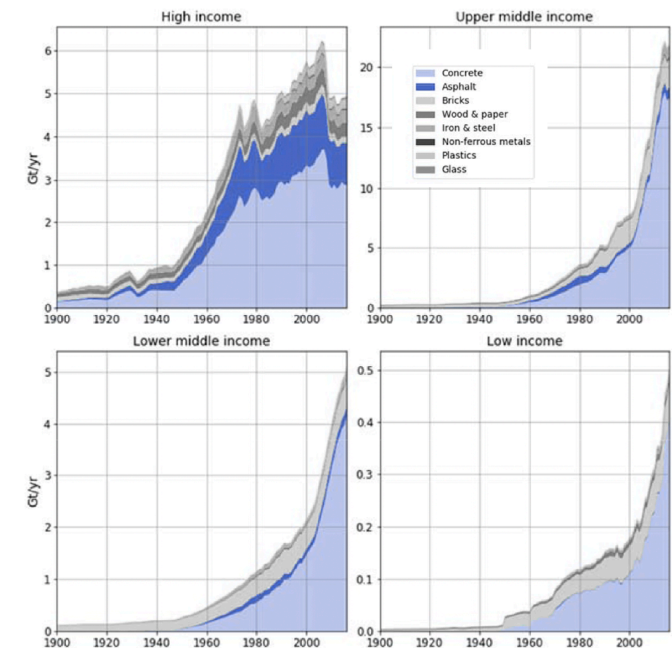 High income
6
5
4
3
2
1
0
Gt/yr
1900 1920 1940 1960 1980 2000
Upper middle income
20
15
10
5
0
Concrete
Asphalt
Bricks
Wood & paper
Iron & steel
Non-ferrous metals
Plastics
Glass
1900 1920 1940 1960 1980 2000
Lower middle income
5
4
3
2
1
0
Gt/yr
1900 1920 1940 1960 1980 2000
Low income
0.5
0.4
0.3
0.2
0.1
0.0
1900 1920 1940 1960 1980 2000